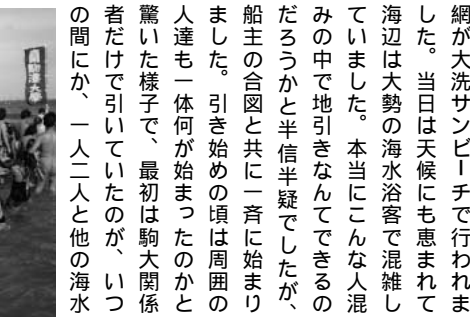 網が大洗サンビーチで行われま
した。当日は天候にも恵まれて
海辺は大勢の海水浴客で混雑し
ていました。本当にこんな人混
みの中で地引きなんてできるの
だろうかと半信半疑でしたが、
船主の合図と共に一斉に始まり
ました。引き始めの頃は周囲の
人達も一体何が始まったのかと
驚いた様子で、最初は駒大関係
者だけで引いていたのが、いつ
の間にか、一人二人と他の海水